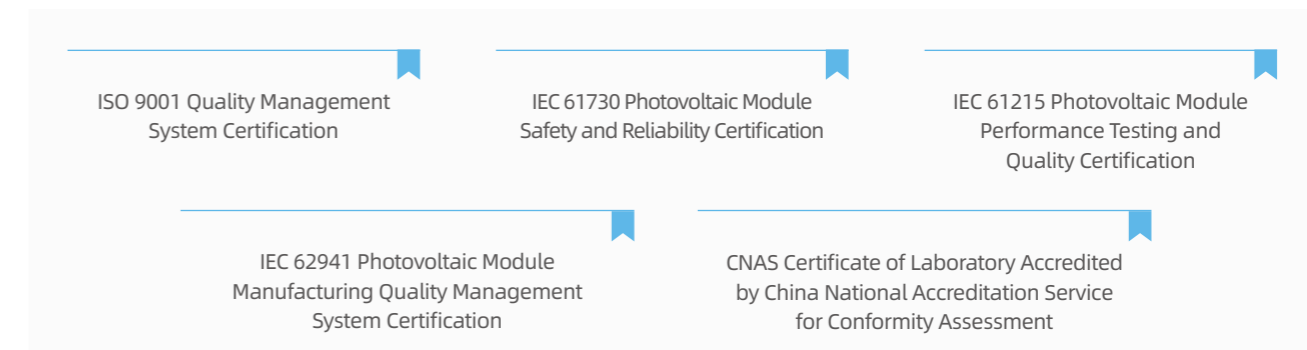 ISO 9001 Quality Management
System Certification
IEC 61730 Photovoltaic Module
Safety and Reliability Certification
IEC 61215 Photovoltaic Module
Performance Testing and
Quality Certification
IEC 62941 Photovoltaic Module
Manufacturing Quality Management
System Certification
CNAS Certificate of Laboratory Accredited
by China National Accreditation Service
for Conformity Assessment